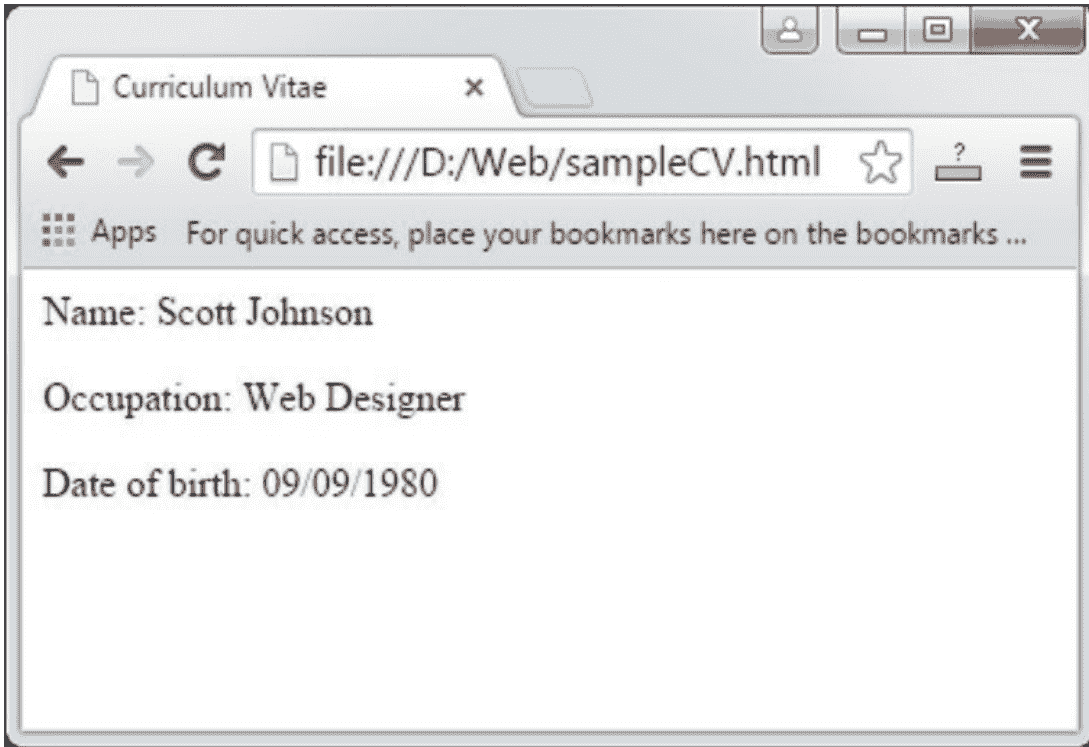 Curriculum Vitae
file:///D:/Web/sampleCV.html
?
Apps For quick access, place your bookmarks here on the bookmarks ...
Name: Scott Johnson
Occupation: Web Designer
Date of birth: 09/09/1980